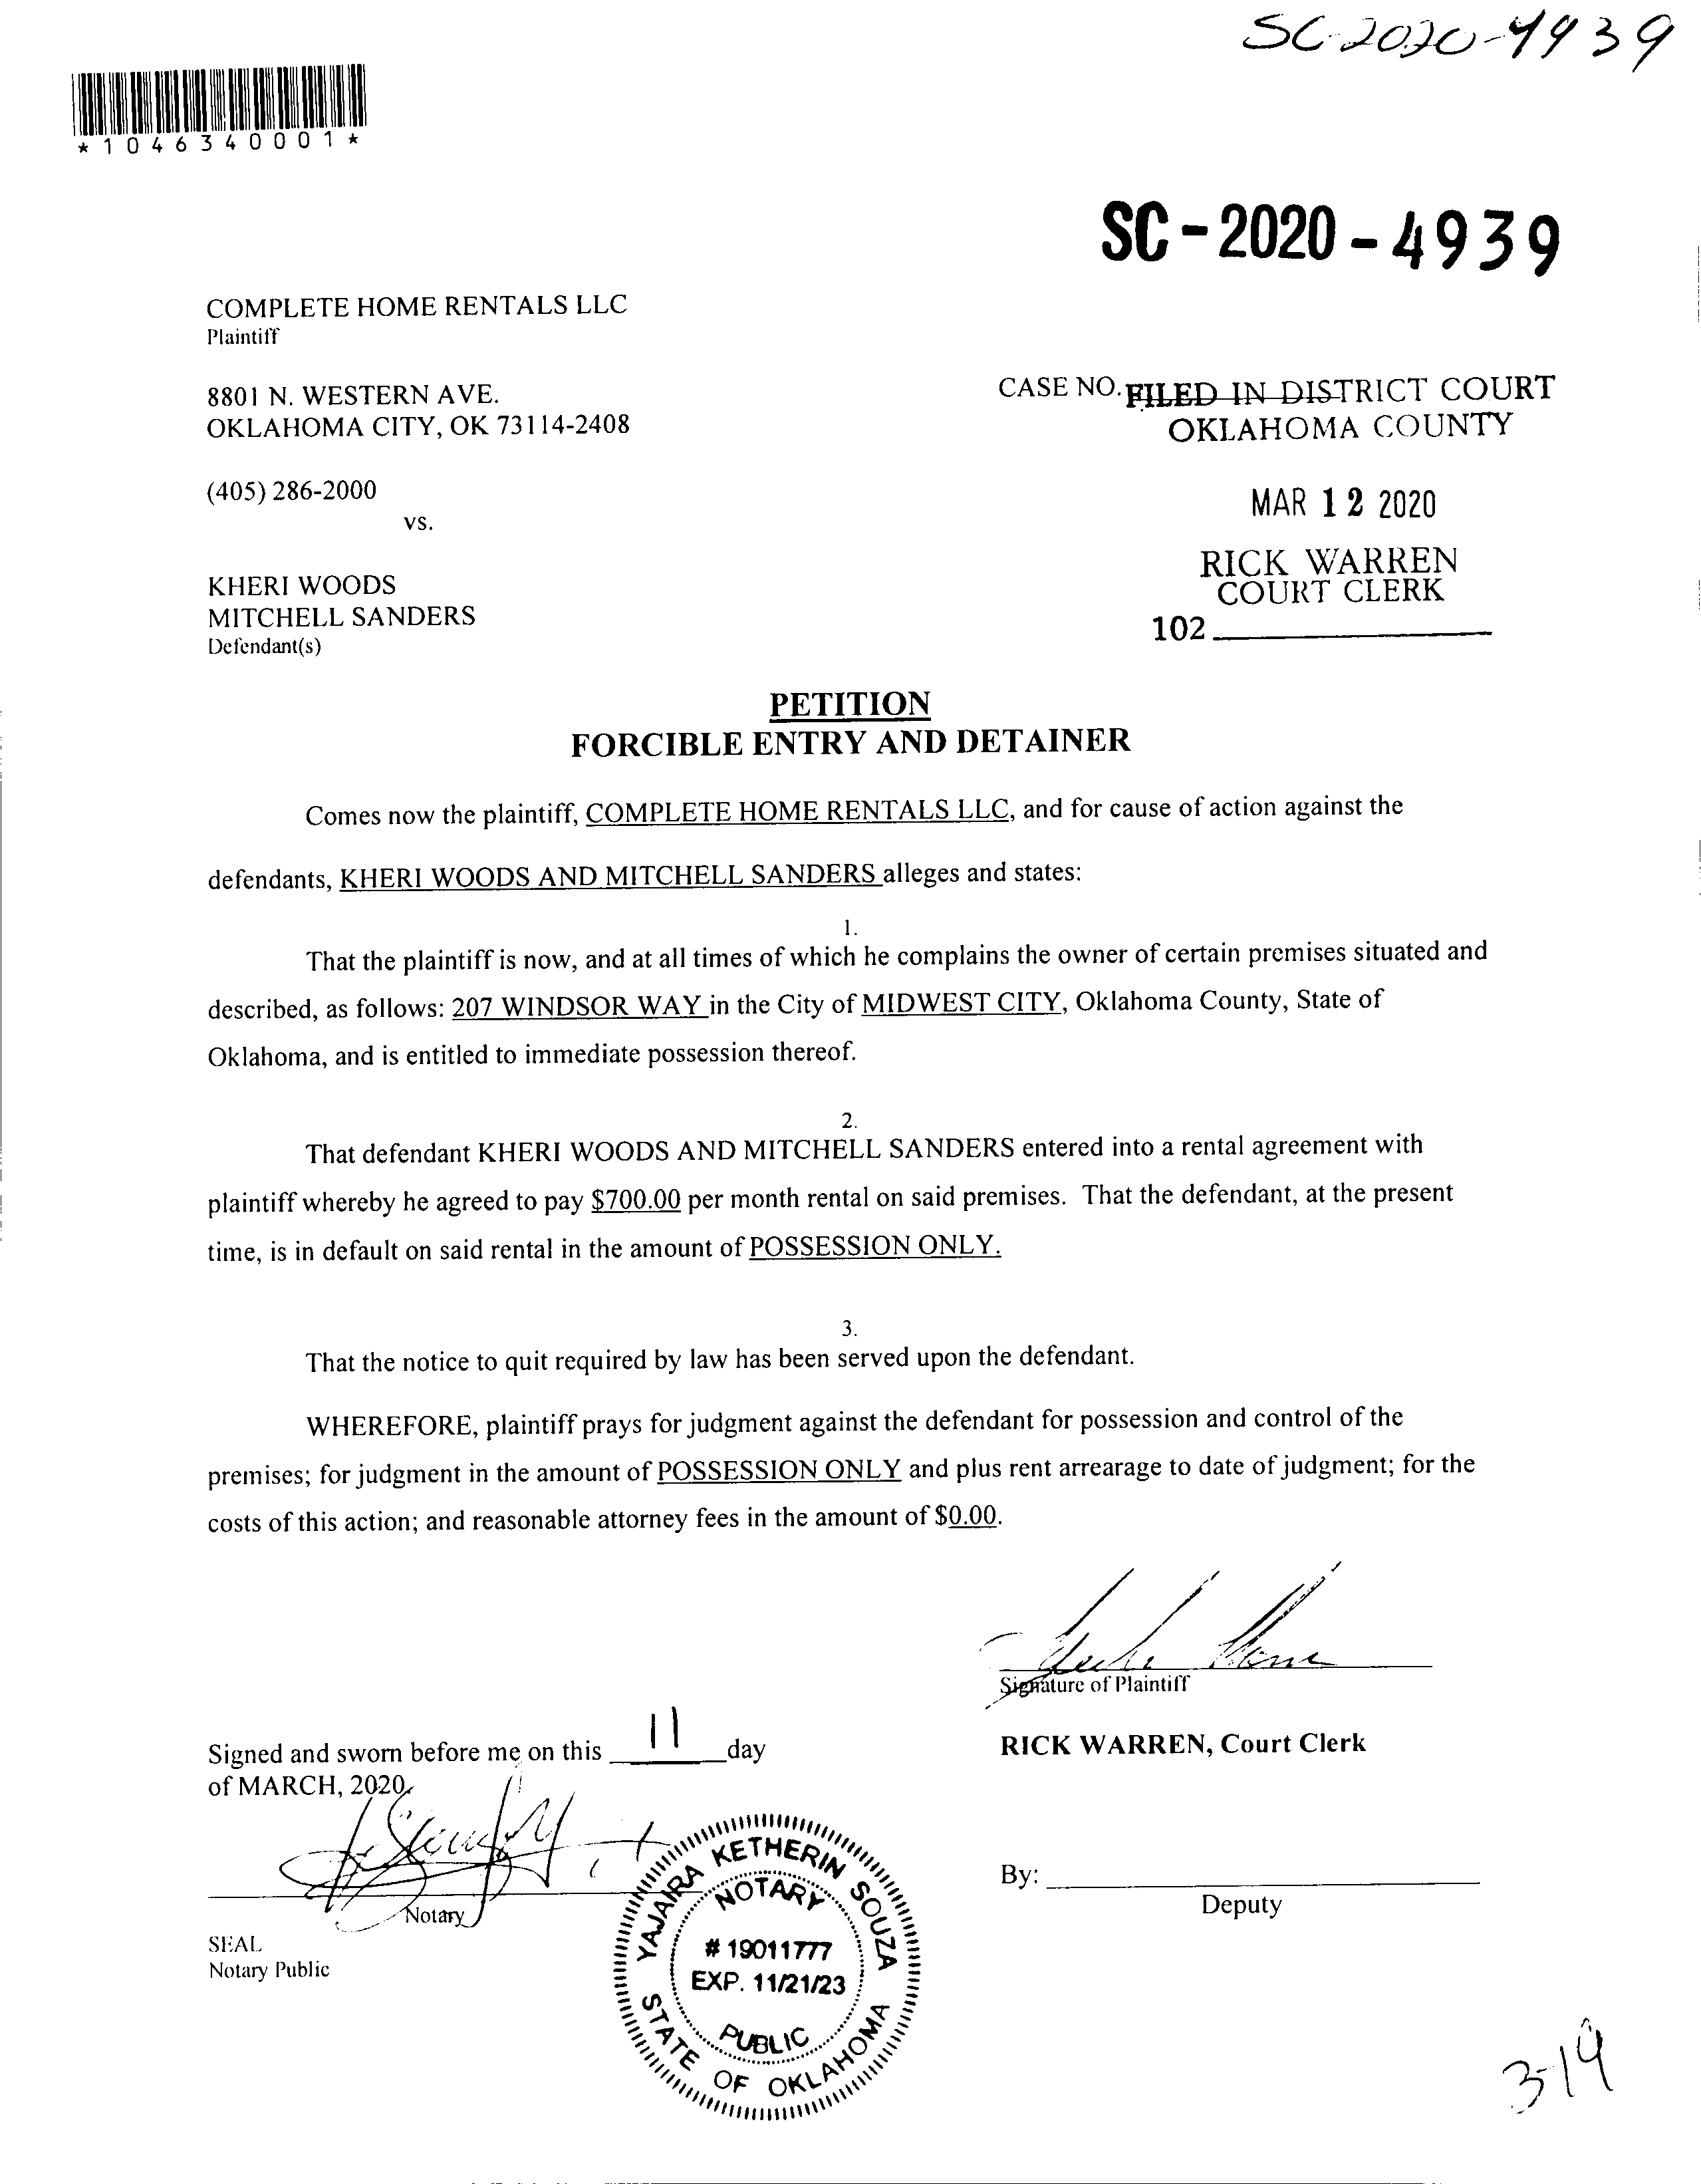 SC-2020-4939
*1046340001*
SC-2020-4939
COMPLETE HOME RENTALS LLC
Plaintiff
8801 N. WESTERN AVE.
OKLAHOMA CITY, OK 73114-2408
(405) 286-2000
vs.
KHERI WOODS
MITCHELL SANDERS
Defendant(s)
CASE NO. FILED IN DISTRICT COURT
OKLAHOMA COUNTY
MAR 12 2020
RICK WARREN
COURT CLERK
102
PETITION
FORCIBLE ENTRY AND DETAINER
Comes now the plaintiff, COMPLETE HOME RENTALS LLC, and for cause of action against the
defendants, KHERI WOODS AND MITCHELL SANDERS alleges and states:
1.
That the plaintiff is now, and at all times of which he complains the owner of certain premises situated and
described, as follows: 207 WINDSOR WAY in the City of MIDWEST CITY, Oklahoma County, State of
Oklahoma, and is entitled to immediate possession thereof.
2.
That defendant KHERI WOODS AND MITCHELL SANDERS entered into a rental agreement with
plaintiff whereby he agreed to pay $700.00 per month rental on said premises. That the defendant, at the present
time, is in default on said rental in the amount of POSSESSION ONLY.
3.
That the notice to quit required by law has been served upon the defendant.
WHEREFORE, plaintiff prays for judgment against the defendant for possession and control of the
premises; for judgment in the amount of POSSESSION ONLY and plus rent arrearage to date of judgment; for the
costs of this action; and reasonable attorney fees in the amount of $0.00.
Signature of Plaintiff
Signed and sworn before me on this 11 day
of MARCH, 2020.
RICK WARREN, Court Clerk
Notary
SEAL
Notary Public
YAJAIRA KETHERIN SOUZA
NOTARY
# 19011777
EXP. 11/21/23
PUBLIC
STATE OF OKLAHOMA
By:
Deputy
3-19